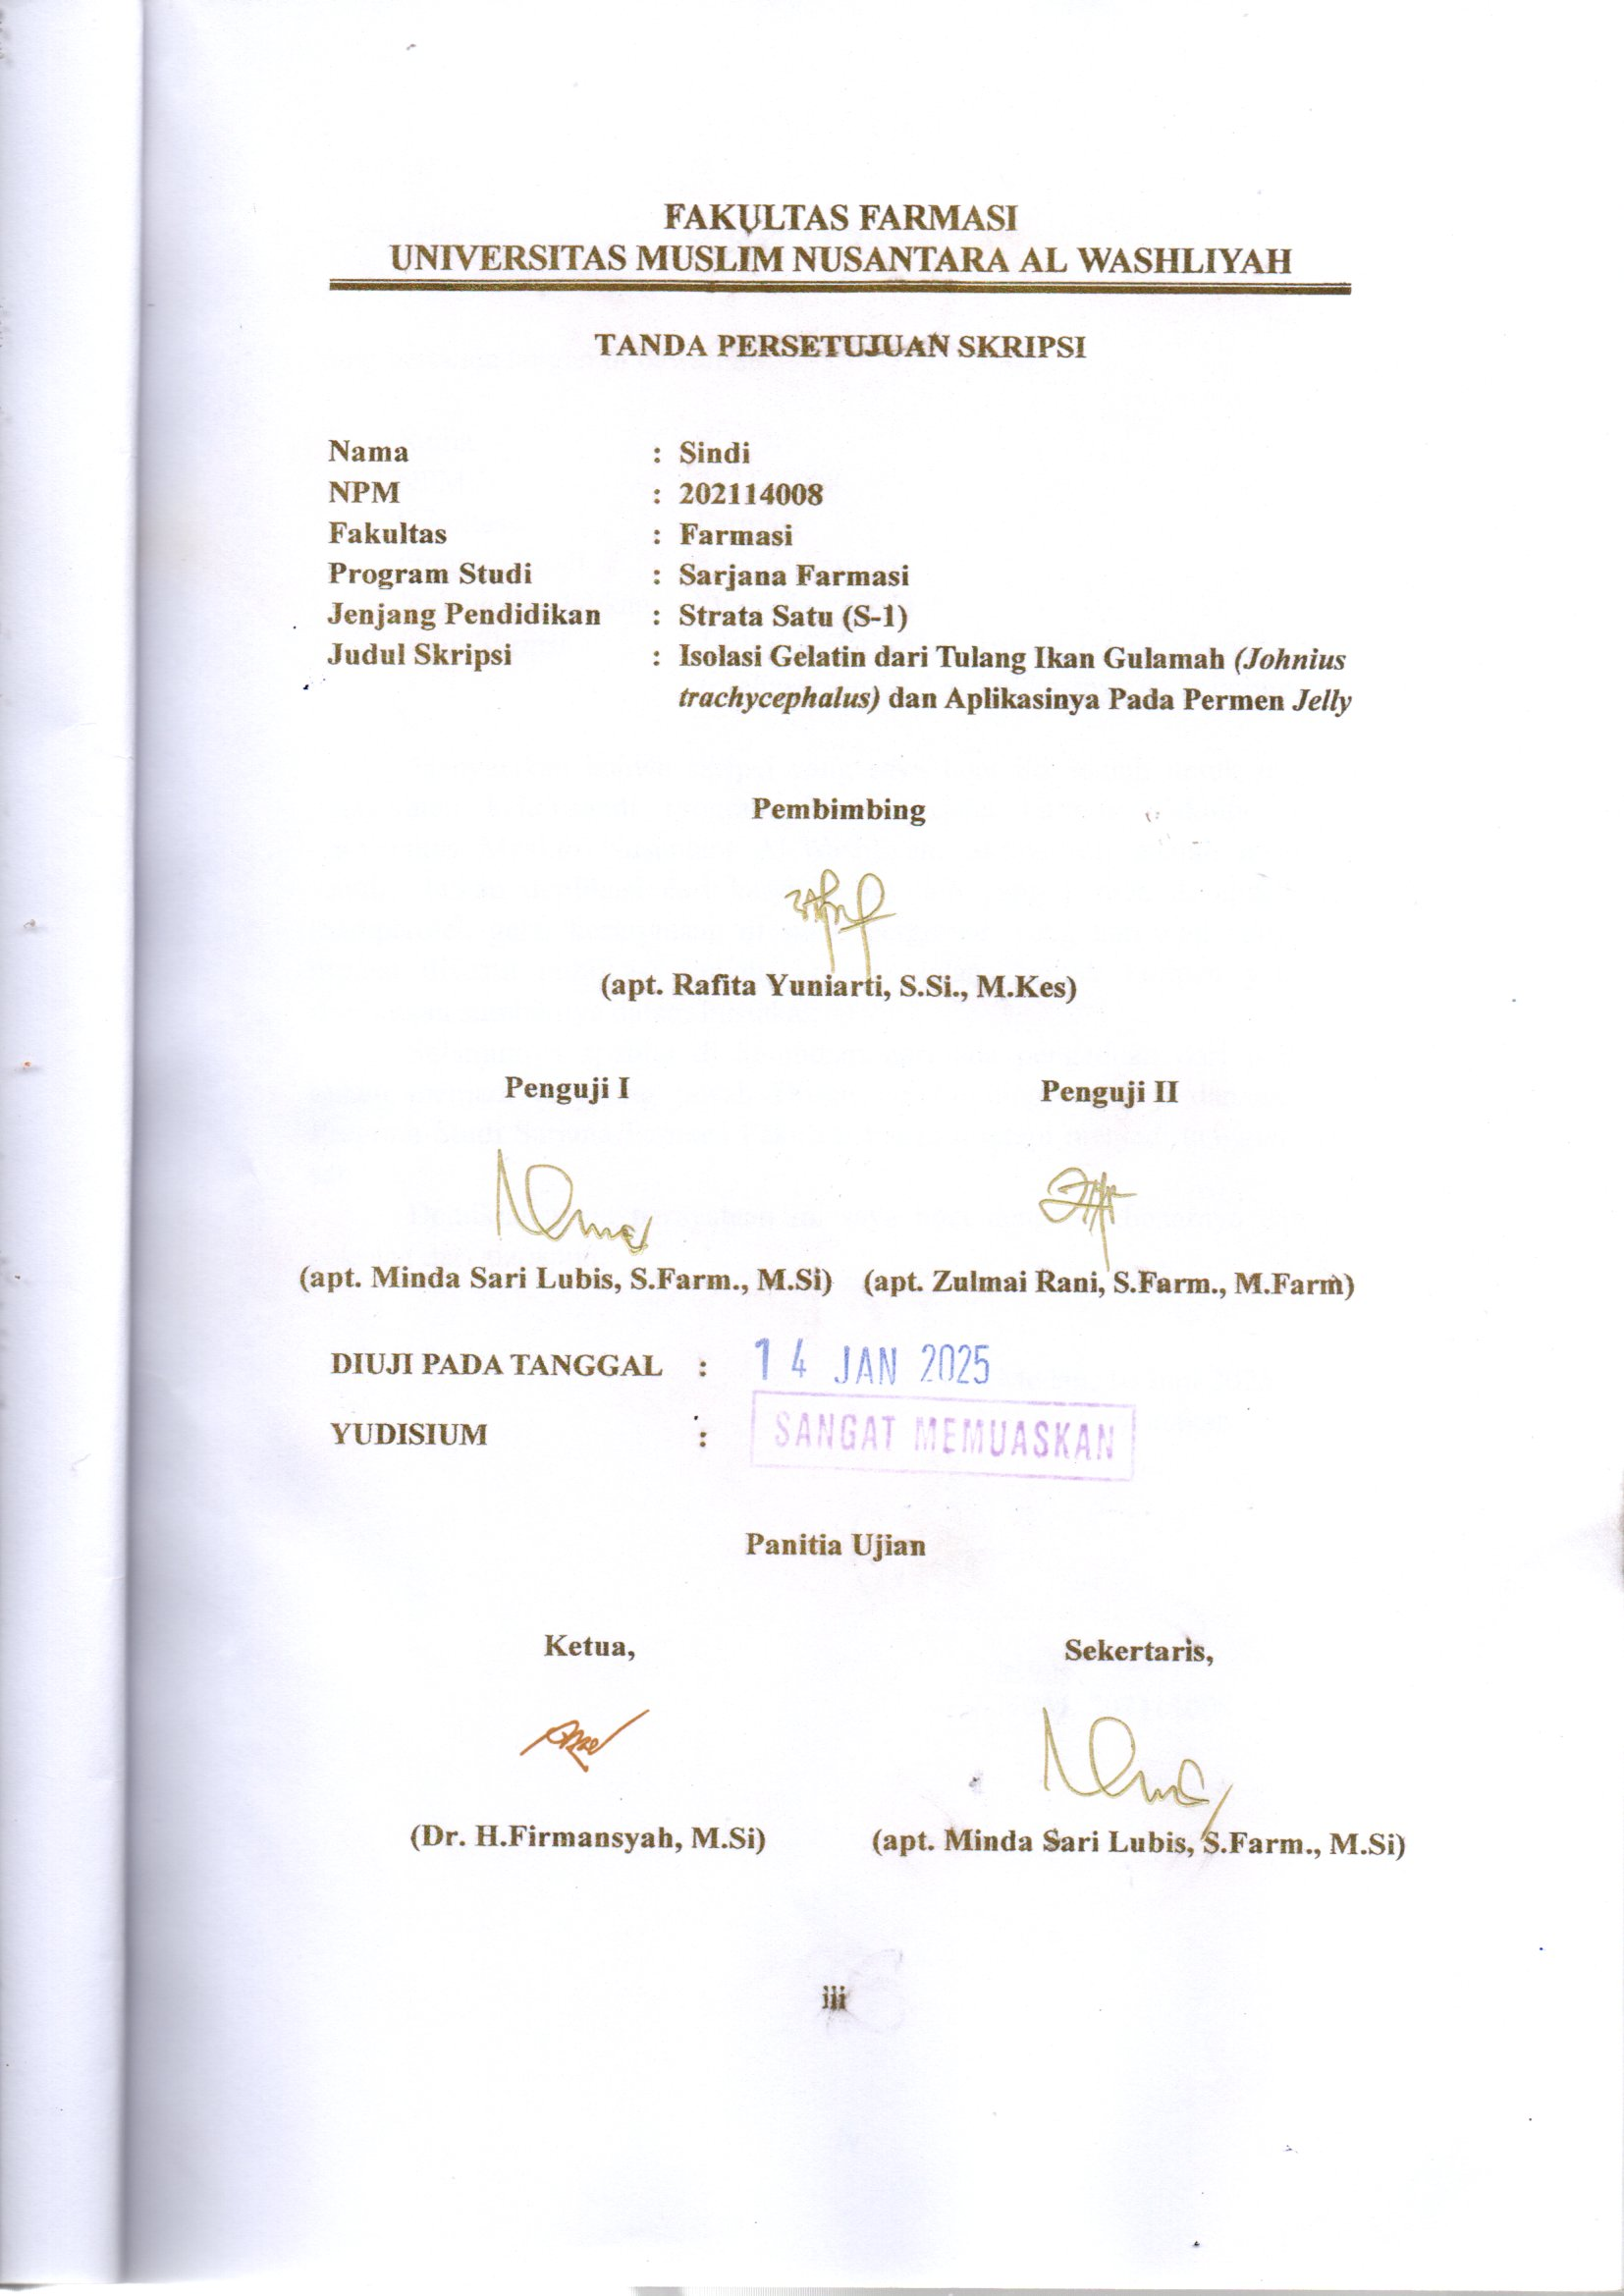 FAKULTAS FARMASI
UNIVERSITAS MUSLIM NUSANTARA AL WASHLIYAH
TANDA PERSETUJUAN SKRIPSI
Nama : Sindi
NPM : 202114008
Fakultas : Farmasi
Program Studi : Sarjana Farmasi
Jenjang Pendidikan : Strata Satu (S-1)
Judul Skripsi : Isolasi Gelatin dari Tulang Ikan Gulamah (Johnius
trachycephalus) dan Aplikasinya Pada Permen Jelly
Pembimbing
(apt. Rafita Yuniarti, S.Si., M.Kes)
Penguji I Penguji II
(apt. Minda Sari Lubis, S.Farm., M.Si) (apt. Zulmai Rani, S.Farm., M.Farm)
DIUJI PADA TANGGAL : 14 JAN 2025
YUDISIUM : SANGAT MEMUASKAN
Panitia Ujian
Ketua, Sekertaris,
(Dr. H.Firmansyah, M.Si) (apt. Minda Sari Lubis, S.Farm., M.Si)
iii